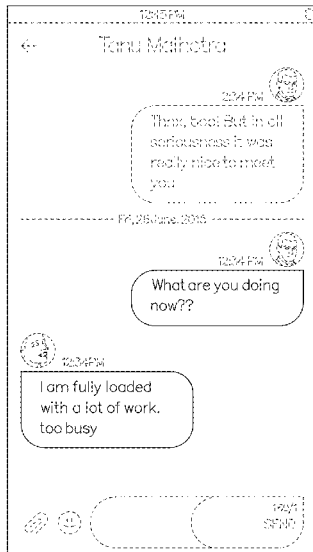 12:45 PM
Tanu Malhotra
12:34 PM
Thnx, boo! But in all
seriousness it was
really nice to meet
you
Fri, 26 June, 2015
12:34 PM
What are you doing
now??
12:34 PM
I am fully loaded
with a lot of work.
too busy
SEND